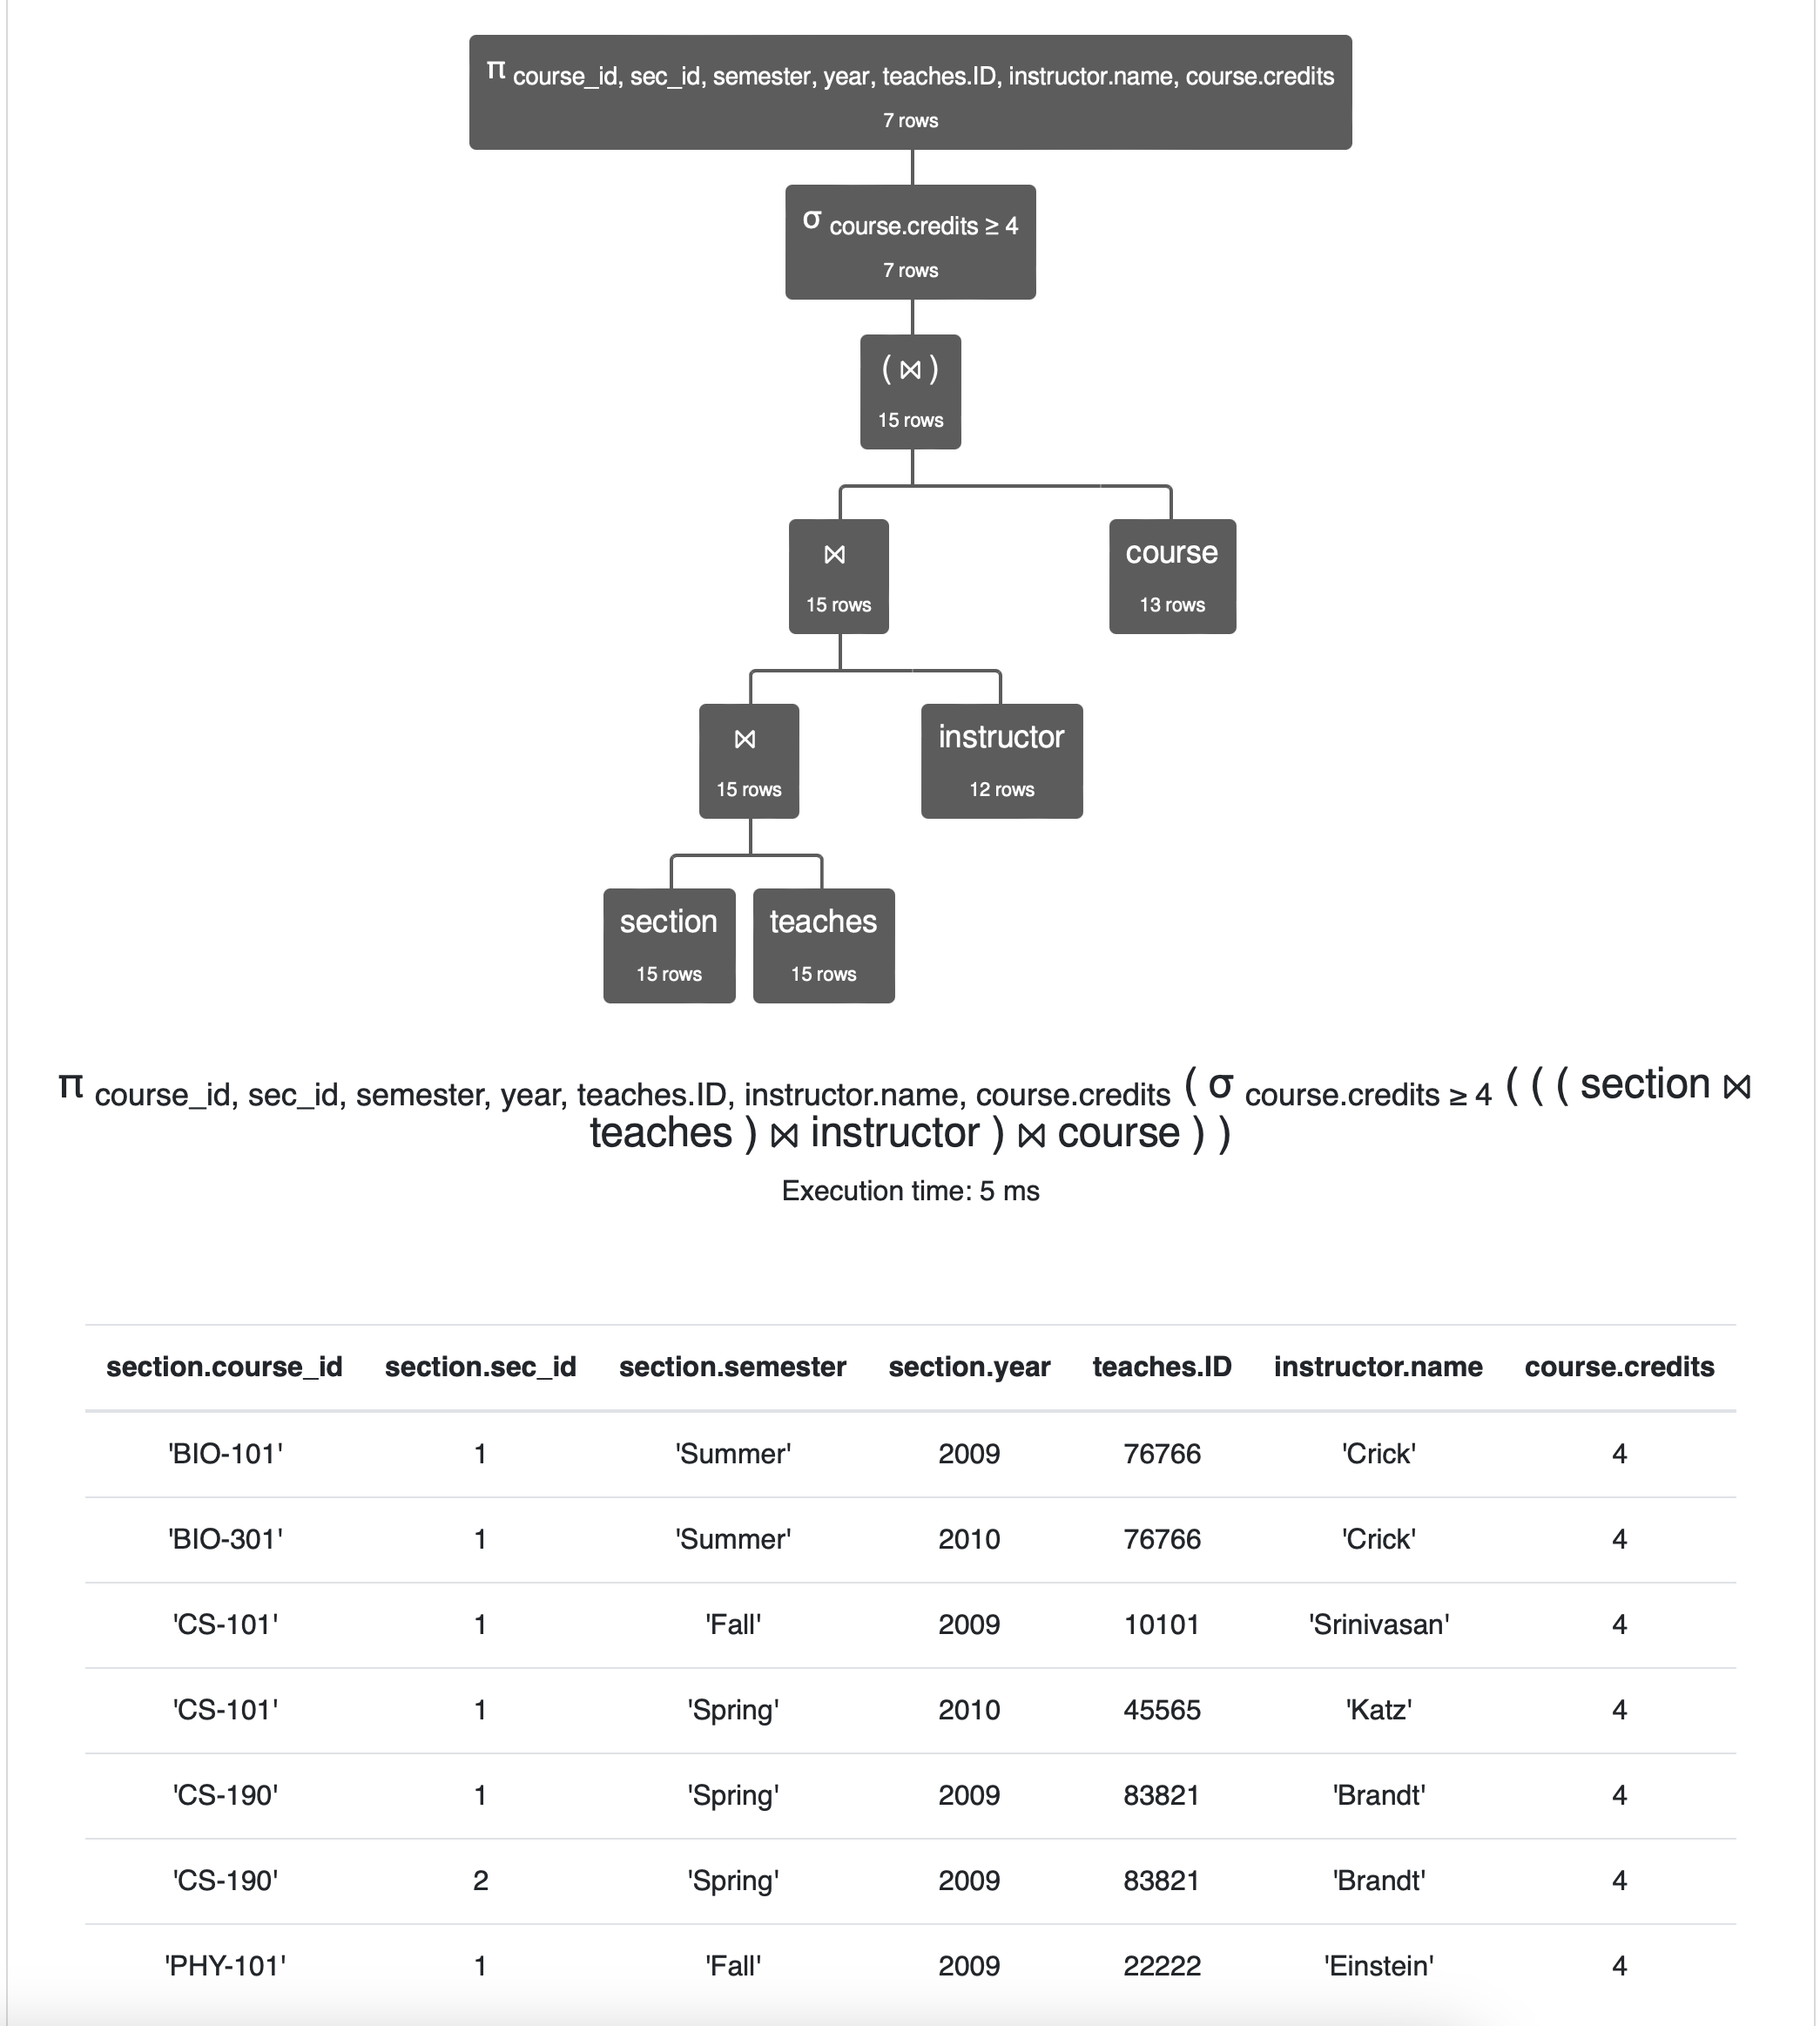 π course_id, sec_id, semester, year, teaches.ID, instructor.name, course.credits
7 rows
σ course.credits ≥ 4
7 rows
( ⋈ )
15 rows
⋈
15 rows
course
13 rows
⋈
15 rows
instructor
12 rows
section
15 rows
teaches
15 rows
π course_id, sec_id, semester, year, teaches.ID, instructor.name, course.credits ( σ course.credits ≥ 4 ( ( ( section ⋈
teaches ) ⋈ instructor ) ⋈ course ) )
Execution time: 5 ms
section.course_id section.sec_id section.semester section.year teaches.ID instructor.name course.credits
'BIO-101' 1 'Summer' 2009 76766 'Crick' 4
'BIO-301' 1 'Summer' 2010 76766 'Crick' 4
'CS-101' 1 'Fall' 2009 10101 'Srinivasan' 4
'CS-101' 1 'Spring' 2010 45565 'Katz' 4
'CS-190' 1 'Spring' 2009 83821 'Brandt' 4
'CS-190' 2 'Spring' 2009 83821 'Brandt' 4
'PHY-101' 1 'Fall' 2009 22222 'Einstein' 4